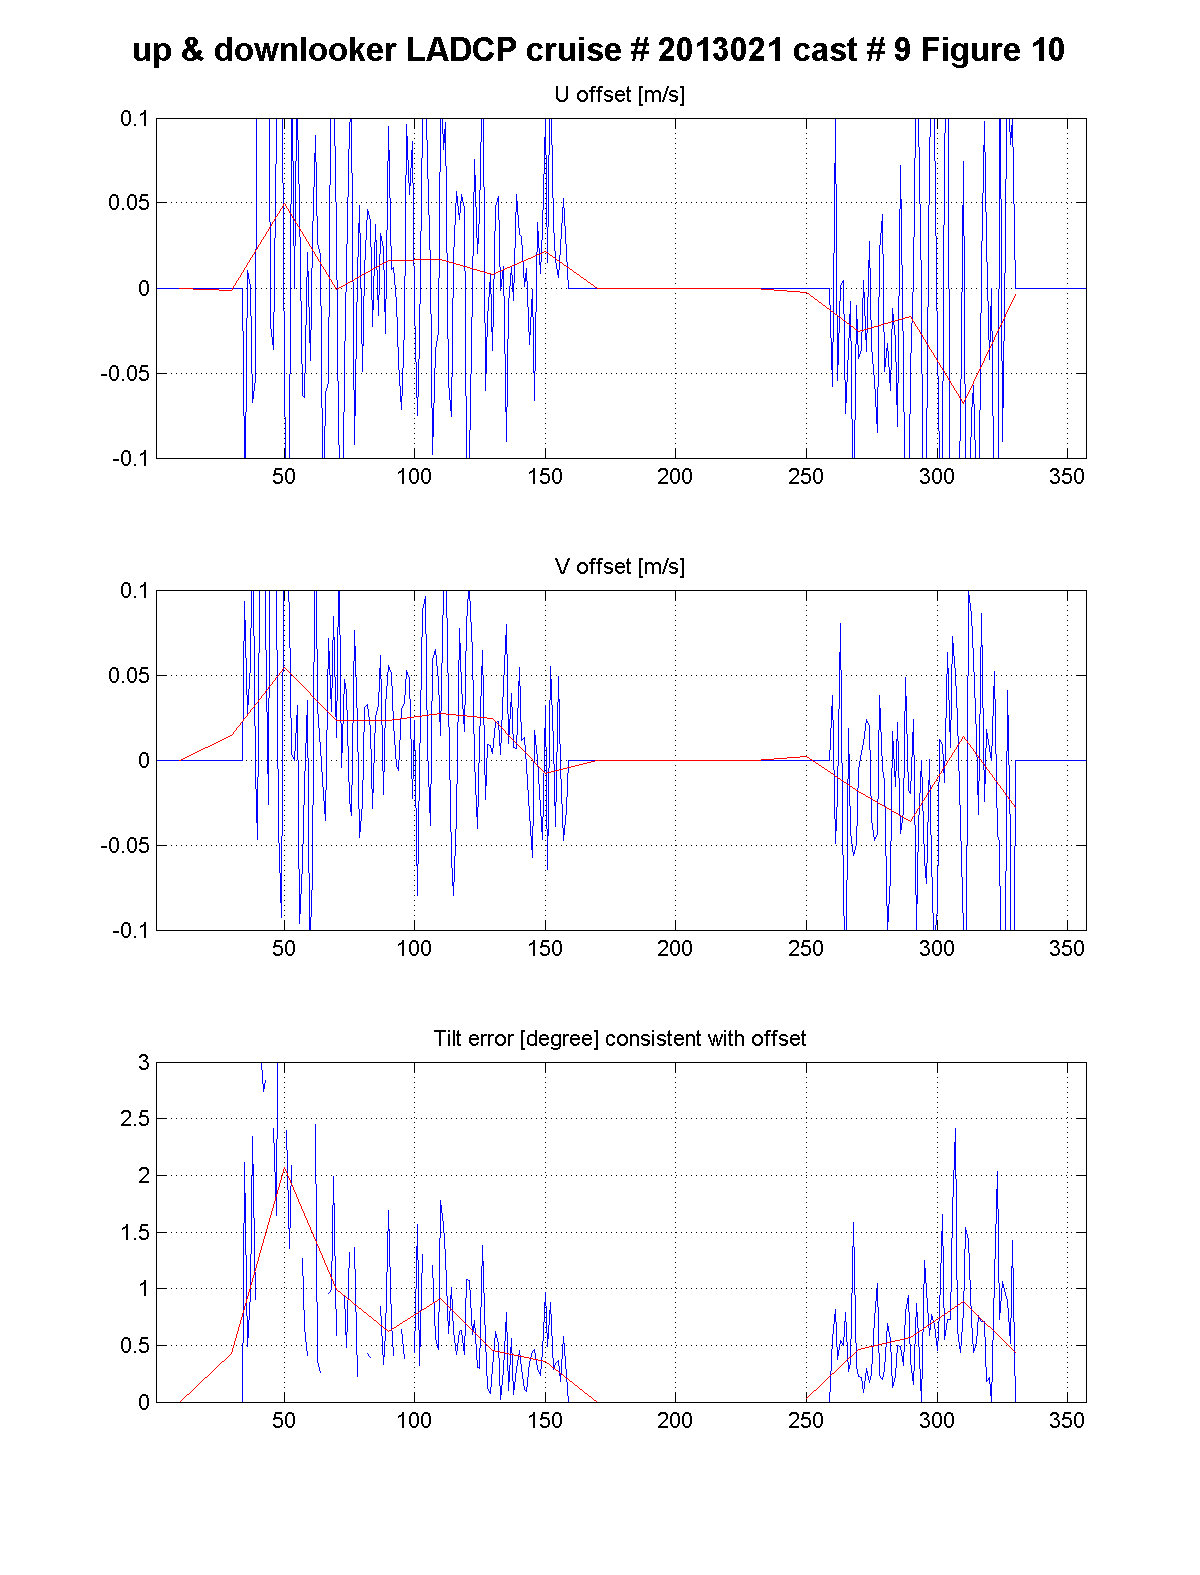 up & downlooker LADCP cruise # 2013021 cast # 9 Figure 10
U offset [m/s]
0.1
0.05
0
-0.05
-0.1
50 100 150 200 250 300 350
V offset [m/s]
0.1
0.05
0
-0.05
-0.1
50 100 150 200 250 300 350
Tilt error [degree] consistent with offset
3
2.5
2
1.5
1
0.5
0
50 100 150 200 250 300 350